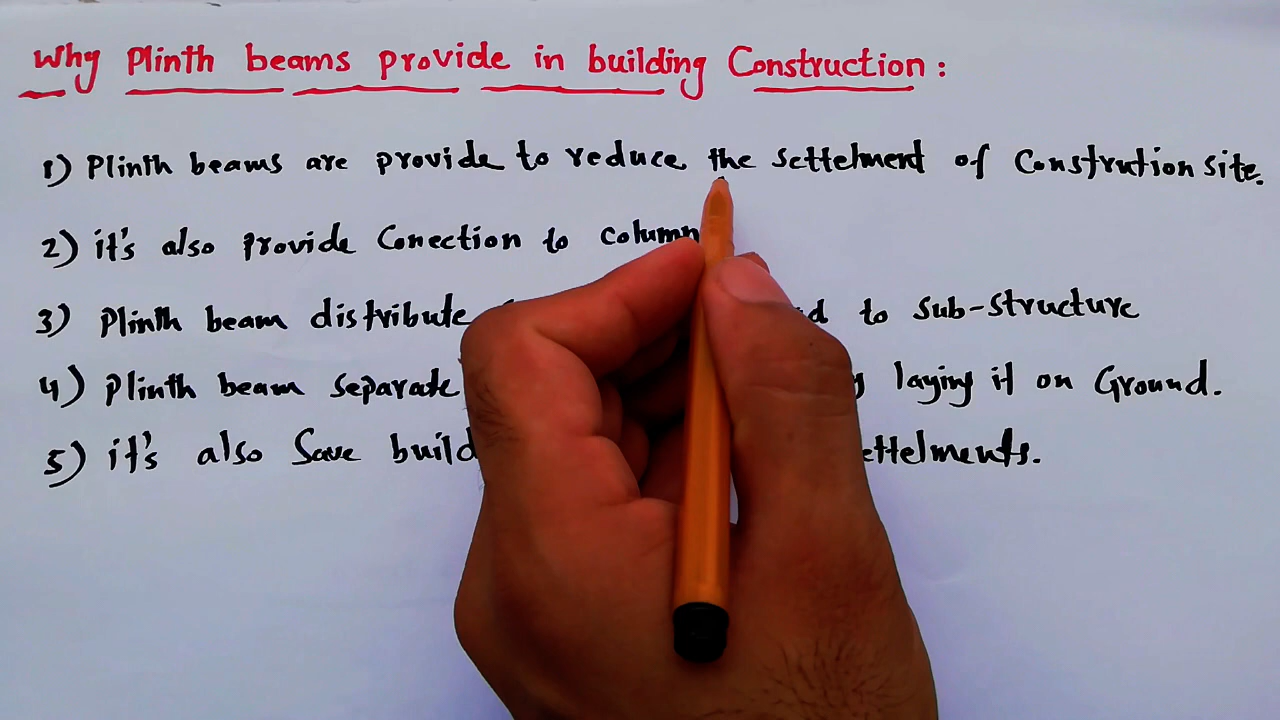 Why Plinth beams provide in building Construction :
1) Plinth beams are provide to reduce the settelment of Constrution site.
2) it's also provide Conection to column
3) Plinth beam distribute to sub-structure
4) Plinth beam separate laying it on Ground.
5) it's also Save build ettelments.